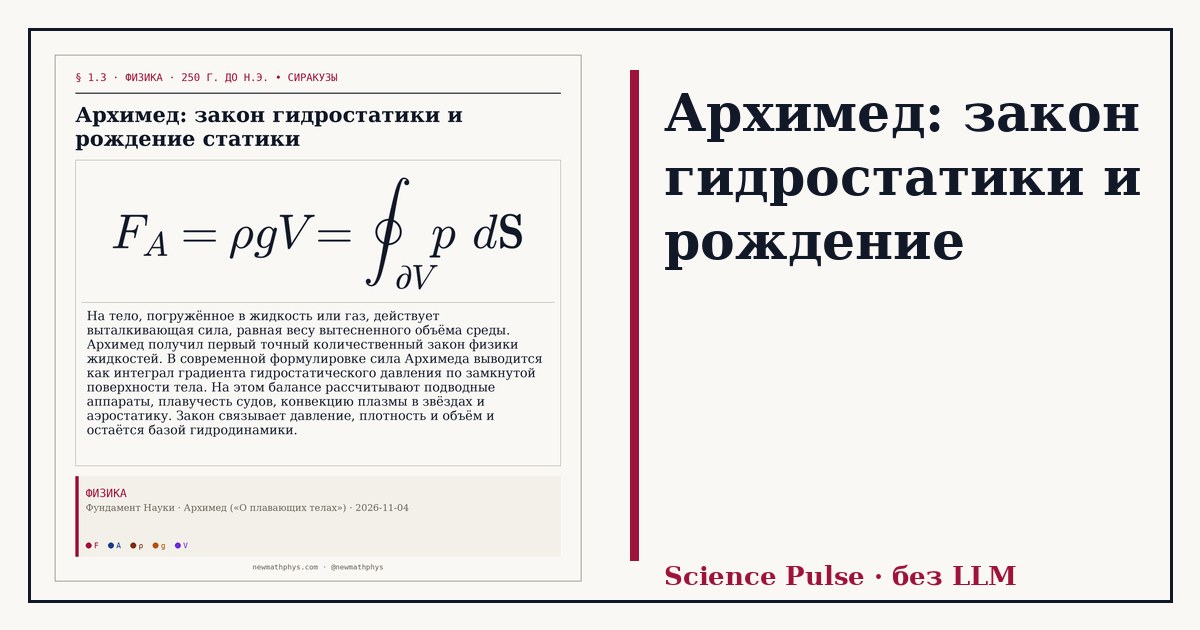 § 1.3 · ФИЗИКА · 250 Г. ДО Н.Э. • СИРАКУЗЫ
Архимед: закон гидростатики и
рождение статики
F_A = ρgV = ∮_{∂V} p dS
На тело, погружённое в жидкость или газ, действует
выталкивающая сила, равная весу вытесненного объёма среды.
Архимед получил первый точный количественный закон физики
жидкостей. В современной формулировке сила Архимеда выводится
как интеграл градиента гидростатического давления по замкнутой
поверхности тела. На этом балансе рассчитывают подводные
аппараты, плавучесть судов, конвекцию плазмы в звёздах и
аэростатику. Закон связывает давление, плотность и объём и
остаётся базой гидродинамики.
ФИЗИКА
Фундамент Науки · Архимед («О плавающих телах») · 2026-11-04
F A ρ g V
newmathphys.com · @newmathphys
Архимед: закон
гидростатики и
рождение
Science Pulse · без LLM